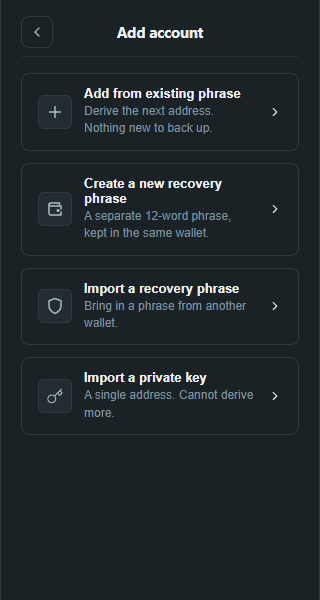 Add account
Add from existing phrase
Derive the next address.
Nothing new to back up.
Create a new recovery
phrase
A separate 12-word phrase,
kept in the same wallet.
Import a recovery phrase
Bring in a phrase from another
wallet.
Import a private key
A single address. Cannot derive
more.